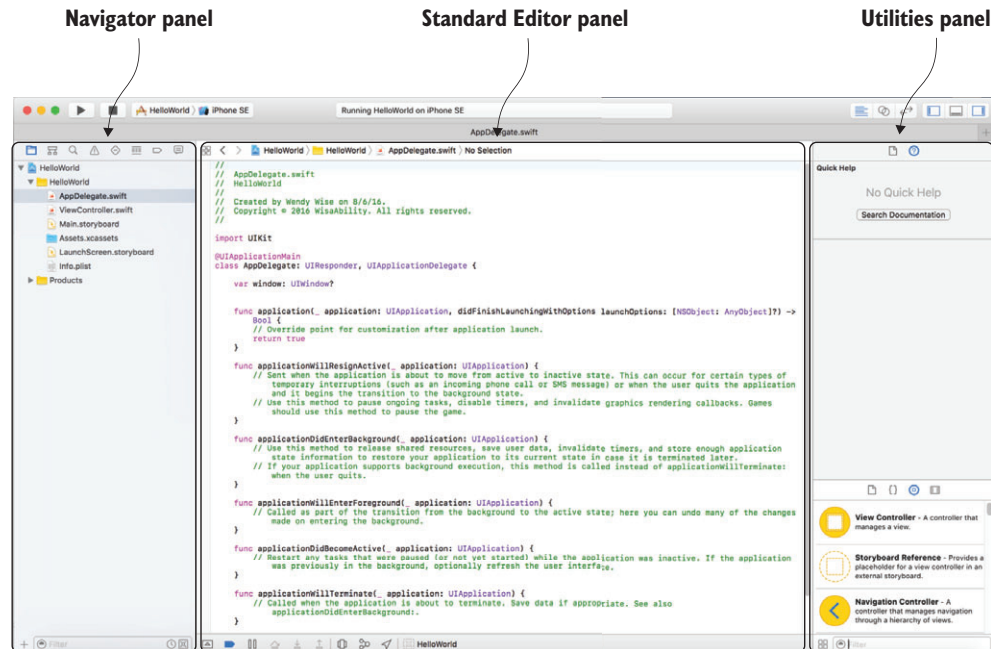 Navigator panel
Standard Editor panel
Utilities panel
HelloWorld
iPhone SE
Running HelloWorld on iPhone SE
AppDelegate.swift
HelloWorld
HelloWorld
AppDelegate.swift
ViewController.swift
Main.storyboard
Assets.xcassets
LaunchScreen.storyboard
Info.plist
Products
Filter
HelloWorld
HelloWorld
AppDelegate.swift
No Selection
//
//  AppDelegate.swift
//  HelloWorld
//
//  Created by Wendy Wise on 8/6/16.
//  Copyright © 2016 WisaAbility. All rights reserved.
//
import UIKit
@UIApplicationMain
class AppDelegate: UIResponder, UIApplicationDelegate {
var window: UIWindow?
func application(_ application: UIApplication, didFinishLaunchingWithOptions launchOptions: [NSObject: AnyObject]?) ->
Bool {
// Override point for customization after application launch.
return true
}
func applicationWillResignActive(_ application: UIApplication) {
// Sent when the application is about to move from active to inactive state. This can occur for certain types of
temporary interruptions (such as an incoming phone call or SMS message) or when the user quits the application
and it begins the transition to the background state.
// Use this method to pause ongoing tasks, disable timers, and invalidate graphics rendering callbacks. Games
should use this method to pause the game.
}
func applicationDidEnterBackground(_ application: UIApplication) {
// Use this method to release shared resources, save user data, invalidate timers, and store enough application
state information to restore your application to its current state in case it is terminated later.
// If your application supports background execution, this method is called instead of applicationWillTerminate:
when the user quits.
}
func applicationWillEnterForeground(_ application: UIApplication) {
// Called as part of the transition from the background to the active state; here you can undo many of the changes
made on entering the background.
}
func applicationDidBecomeActive(_ application: UIApplication) {
// Restart any tasks that were paused (or not yet started) while the application was inactive. If the application
was previously in the background, optionally refresh the user interface.
}
func applicationWillTerminate(_ application: UIApplication) {
// Called when the application is about to terminate. Save data if appropriate. See also
applicationDidEnterBackground:.
}
HelloWorld
Quick Help
No Quick Help
Search Documentation
{}
View Controller - A controller that
manages a view.
Storyboard Reference - Provides a
placeholder for a view controller in an
external storyboard.
Navigation Controller - A
controller that manages navigation
through a hierarchy of views.
Filter